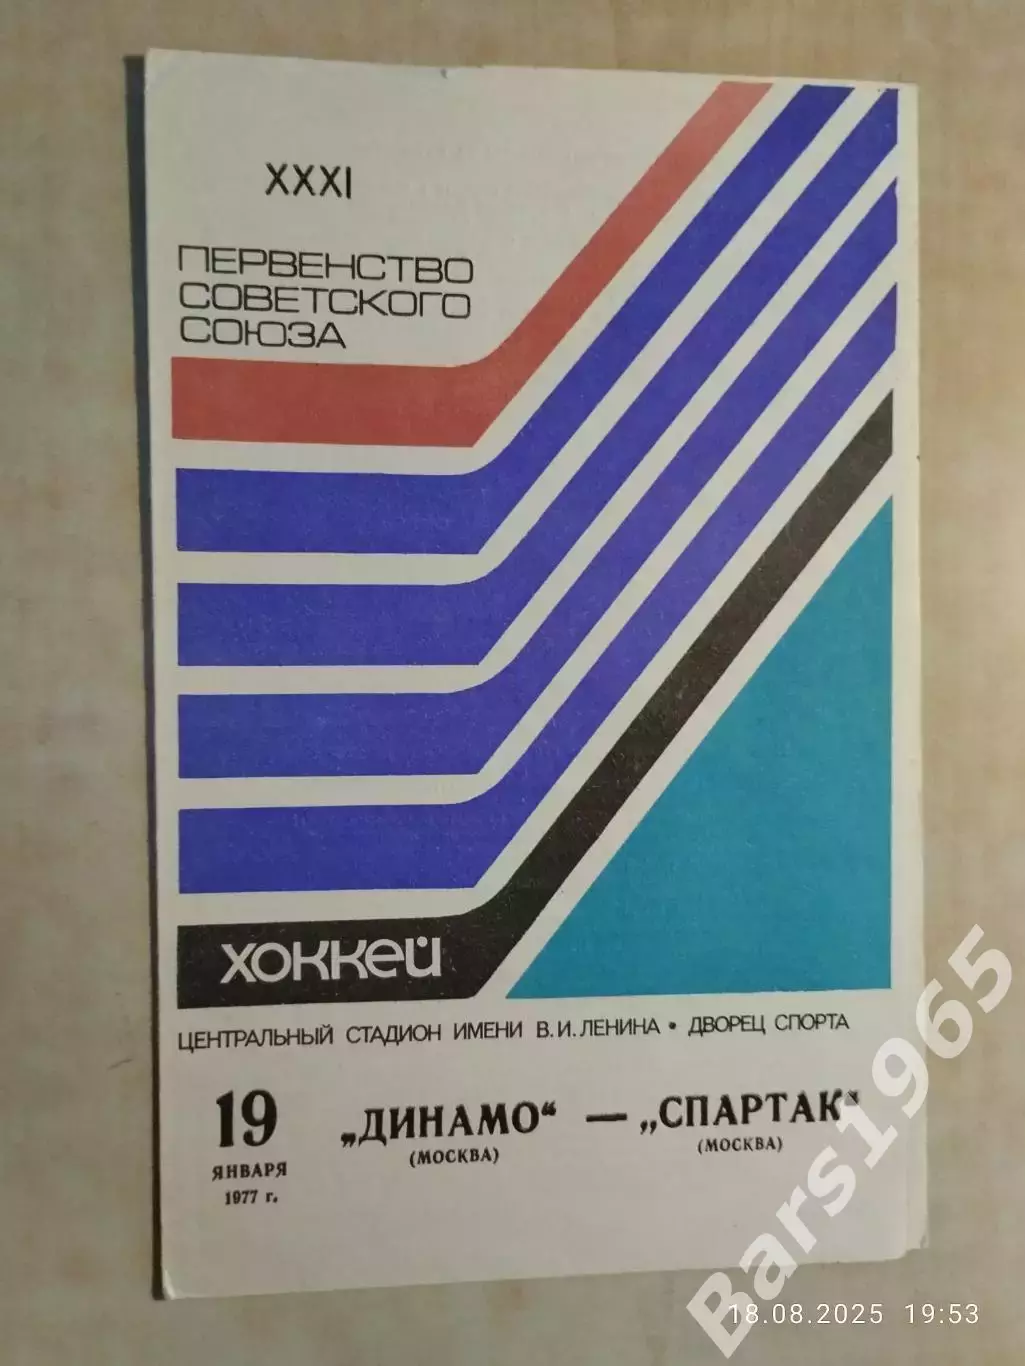 XXXI
ПЕРВЕНСТВО
СОВЕТСКОГО
СОЮЗА
ХОККЕЙ
ЦЕНТРАЛЬНЫЙ СТАДИОН ИМЕНИ В.И.ЛЕНИНА • ДВОРЕЦ СПОРТА
19 „ДИНАМО“ — „СПАРТАК“
(МОСКВА) (МОСКВА)
ЯНВАРЯ
1977 г.
Bars1965
18.08.2025 19:53